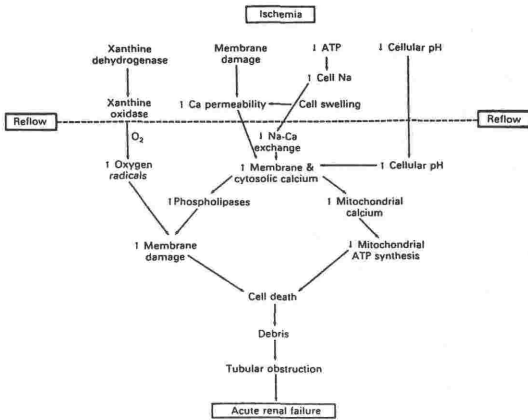 Ischemia
Xanthine
dehydrogenase
Membrane
damage
↓ ATP
↓ Cellular pH
↑ Cell Na
Xanthine
oxidase
↑ Ca permeability
Cell swelling
Reflow
Reflow
O₂
↓ Na-Ca
exchange
↑ Oxygen
radicals
↑ Membrane &
cytosolic calcium
↑ Cellular pH
↑Phospholipases
↑ Mitochondrial
calcium
↑ Membrane
damage
↓ Mitochondrial
ATP synthesis
Cell death
Debris
Tubular obstruction
Acute renal failure